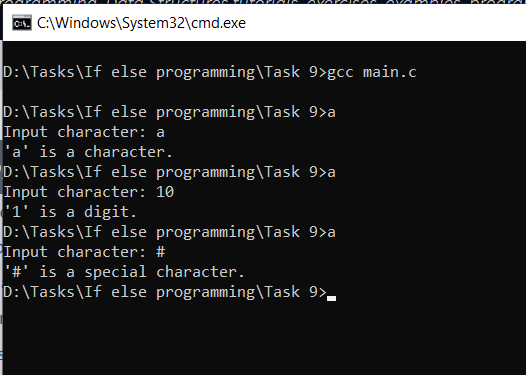 C:\Windows\System32\cmd.exe
D:\Tasks\If else programming\Task 9>gcc main.c
D:\Tasks\If else programming\Task 9>a
Input character: a
'a' is a character.
D:\Tasks\If else programming\Task 9>a
Input character: 10
'1' is a digit.
D:\Tasks\If else programming\Task 9>a
Input character: #
'#' is a special character.
D:\Tasks\If else programming\Task 9>